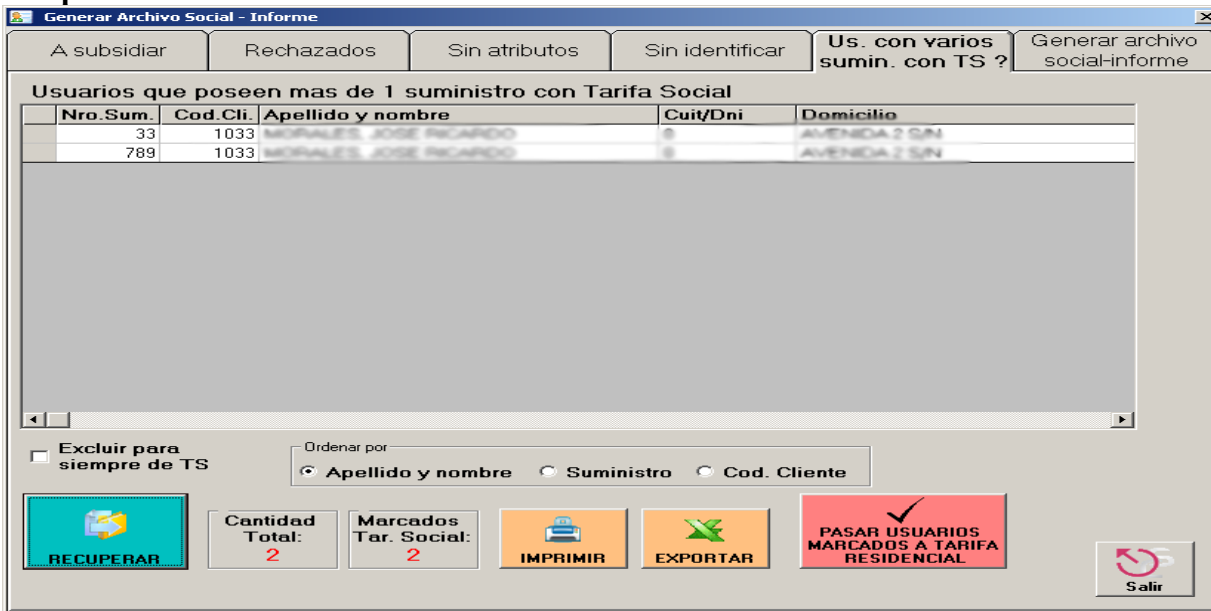 Generar Archivo Social - Informe
A subsidiar
Rechazados
Sin atributos
Sin identificar
Us. con varios
sumin. con TS ?
Generar archivo
social-informe
Usuarios que poseen mas de 1 suministro con Tarifa Social
Nro.Sum. Cod.Cli. Apellido y nombre Cuit/Dni Domicilio
33 1033
789 1033
Excluir para
siempre de TS
Ordenar por
Apellido y nombre Suministro Cod. Cliente
RECUPERAR
Cantidad
Total:
2
Marcados
Tar. Social:
2
IMPRIMIR
EXPORTAR
PASAR USUARIOS
MARCADOS A TARIFA
RESIDENCIAL
Salir